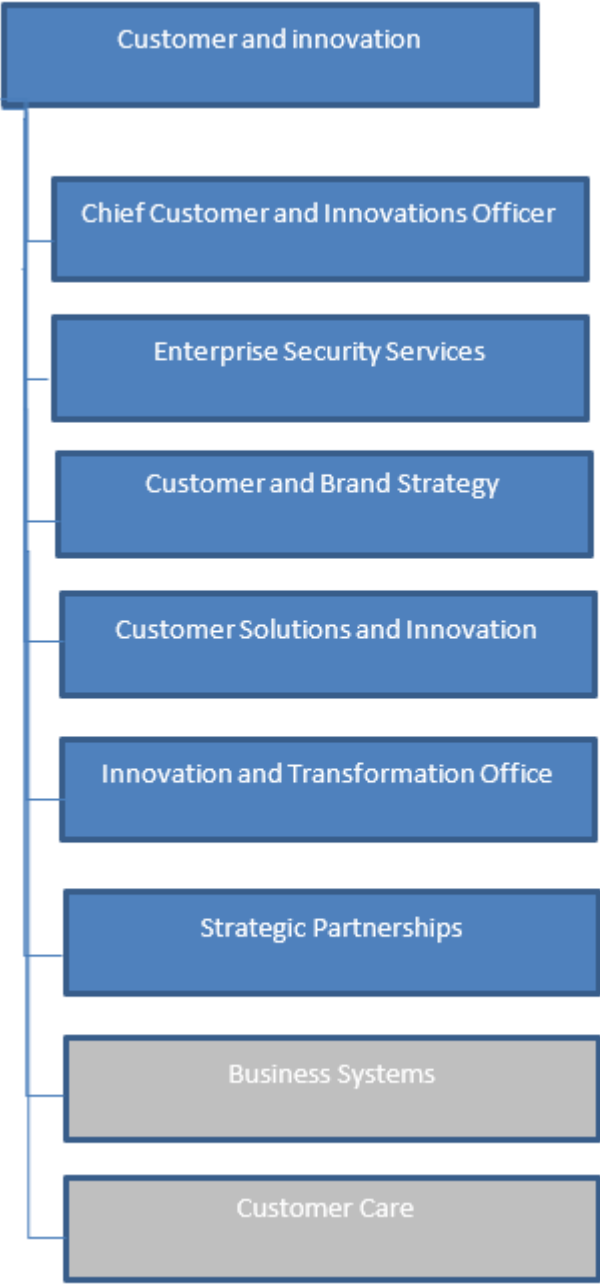 Customer and innovation
Chief Customer and Innovations Officer
Enterprise Security Services
Customer and Brand Strategy
Customer Solutions and Innovation
Innovation and Transformation Office
Strategic Partnerships
Business Systems
Customer Care